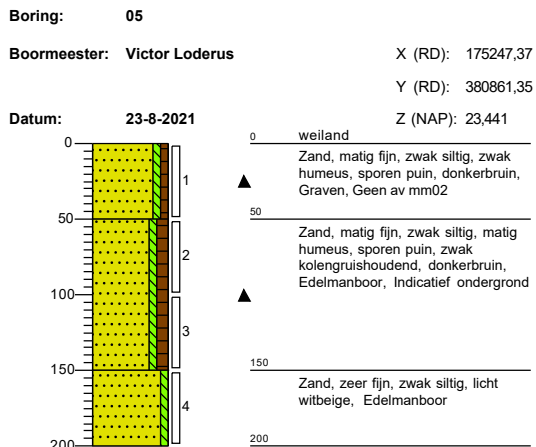 Boring: 05
Boormeester: Victor Loderus
X (RD): 175247,37
Y (RD): 380861,35
Datum: 23-8-2021
Z (NAP): 23,441
0
0 weiland
1
Zand, matig fijn, zwak siltig, zwak
humeus, sporen puin, donkerbruin,
Graven, Geen av mm02
50
50
2
Zand, matig fijn, zwak siltig, matig
humeus, sporen puin, zwak
kolengruishoudend, donkerbruin,
Edelmanboor, Indicatief ondergrond
100
3
150
150
4
Zand, zeer fijn, zwak siltig, licht
witbeige, Edelmanboor
200
200